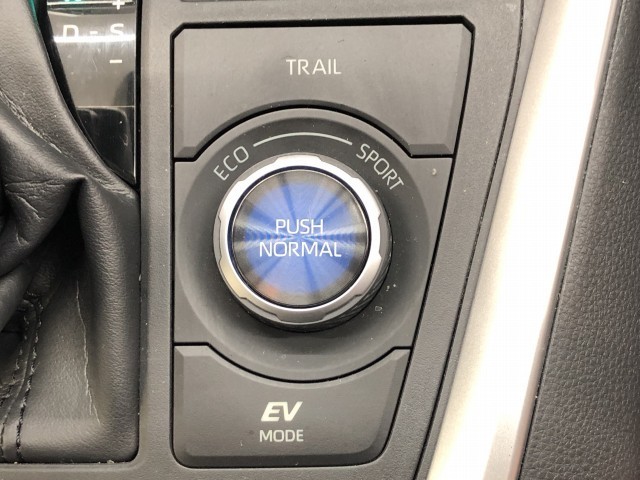 +
D - S
–
TRAIL
ECO SPORT
PUSH
NORMAL
EV
MODE